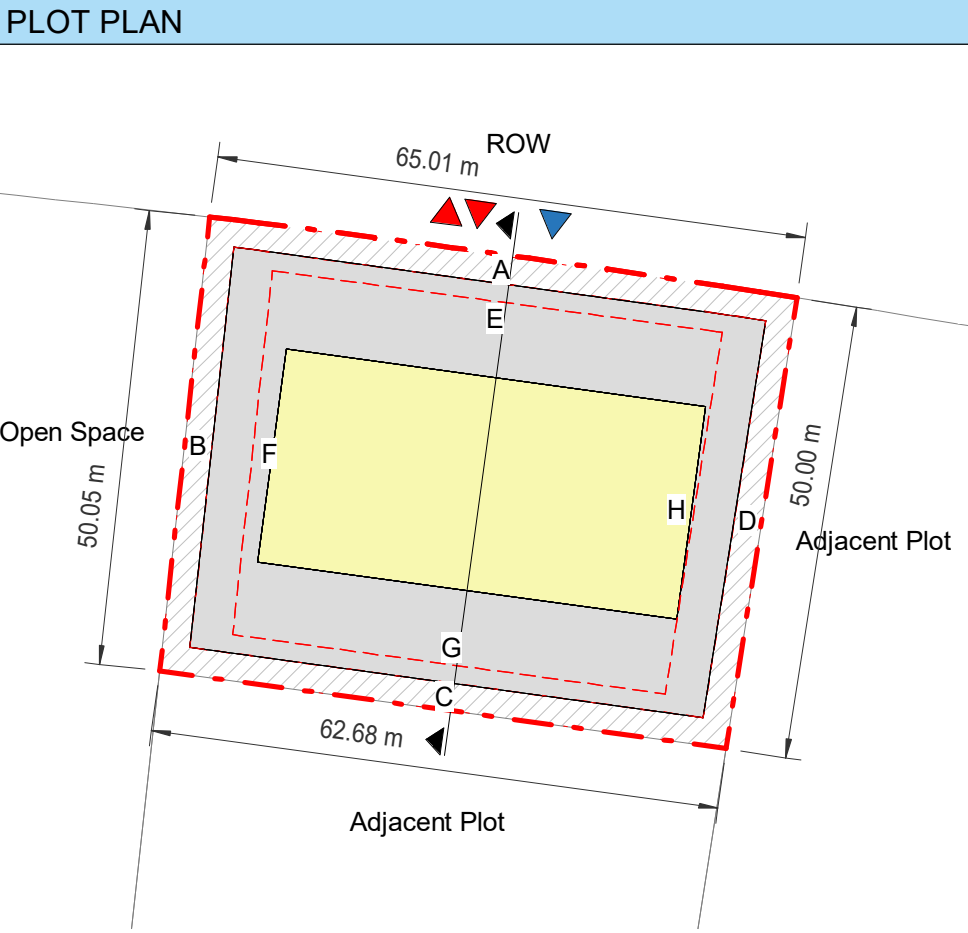 PLOT PLAN
ROW
65.01 m
A
E
Open Space
B
F
50.05 m
50.00 m
H
D
Adjacent Plot
G
C
62.68 m
Adjacent Plot